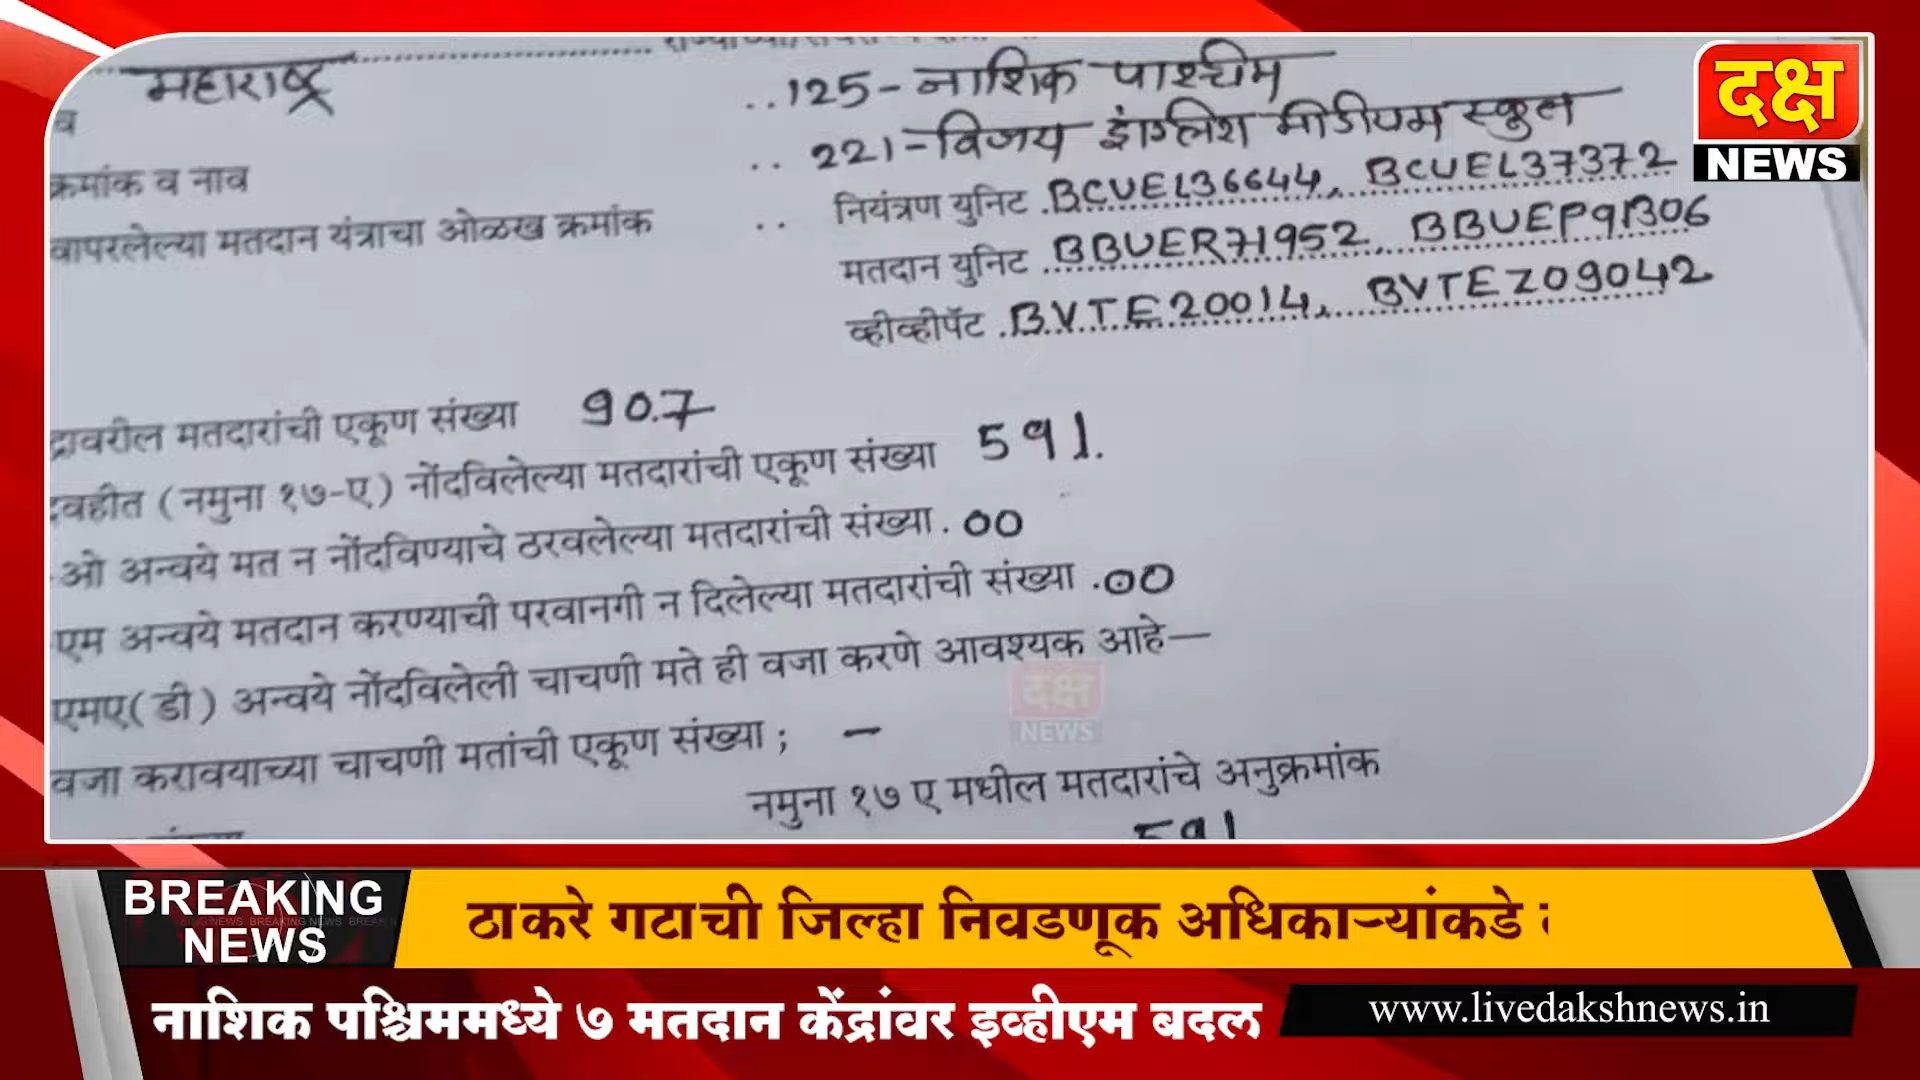 महाराष्ट्र
..125-नाशिक पाश्चीम
व
.. 221-विजय इंग्लिश मीडीयम स्कुल
क्रमांक व नाव
नियंत्रण युनिट .BCUEL36644, BCUEL37372
वापरलेल्या मतदान यंत्राचा ओळख क्रमांक ..
मतदान युनिट .BBUER71952, BBUEP91306
व्हीव्हीपॅट .BVTE20014, BVTEZ09042
द्रावरील मतदारांची एकूण संख्या 907
वहीत (नमुना १७-ए) नोंदविलेल्या मतदारांची एकूण संख्या 591.
ओ अन्वये मत न नोंदविण्याचे ठरवलेल्या मतदारांची संख्या . 00
एम अन्वये मतदान करण्याची परवानगी न दिलेल्या मतदारांची संख्या .00
एमए(डी) अन्वये नोंदविलेली चाचणी मते ही वजा करणे आवश्यक आहे—
वजा करावयाच्या चाचणी मतांची एकूण संख्या ; —
नमुना १७ ए मधील मतदारांचे अनुक्रमांक
591
दक्ष
NEWS
दक्ष
NEWS
BREAKING
NEWS
ठाकरे गटाची जिल्हा निवडणूक अधिकाऱ्यांकडे
नाशिक पश्चिममध्ये ७ मतदान केंद्रांवर इव्हीएम बदल
www.livedakshnews.in